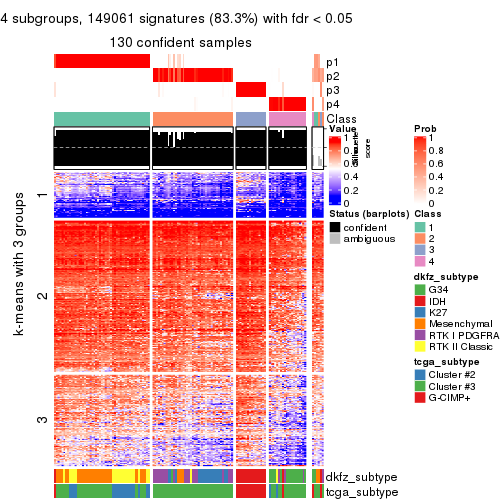 4 subgroups, 149061 signatures (83.3%) with fdr < 0.05
130 confident samples
p1
p2
p3
p4
Class
Silhouette
score
k-means with 3 groups
1
2
3
dkfz_subtype
tcga_subtype
Value
1
0.8
0.6
0.4
0.2
0
Status (barplots)
confident
ambiguous
Prob
1
0.8
0.6
0.4
0.2
0
Class
1
2
3
4
dkfz_subtype
G34
IDH
K27
Mesenchymal
RTK I PDGFRA
RTK II Classic
tcga_subtype
Cluster #2
Cluster #3
G-CIMP+